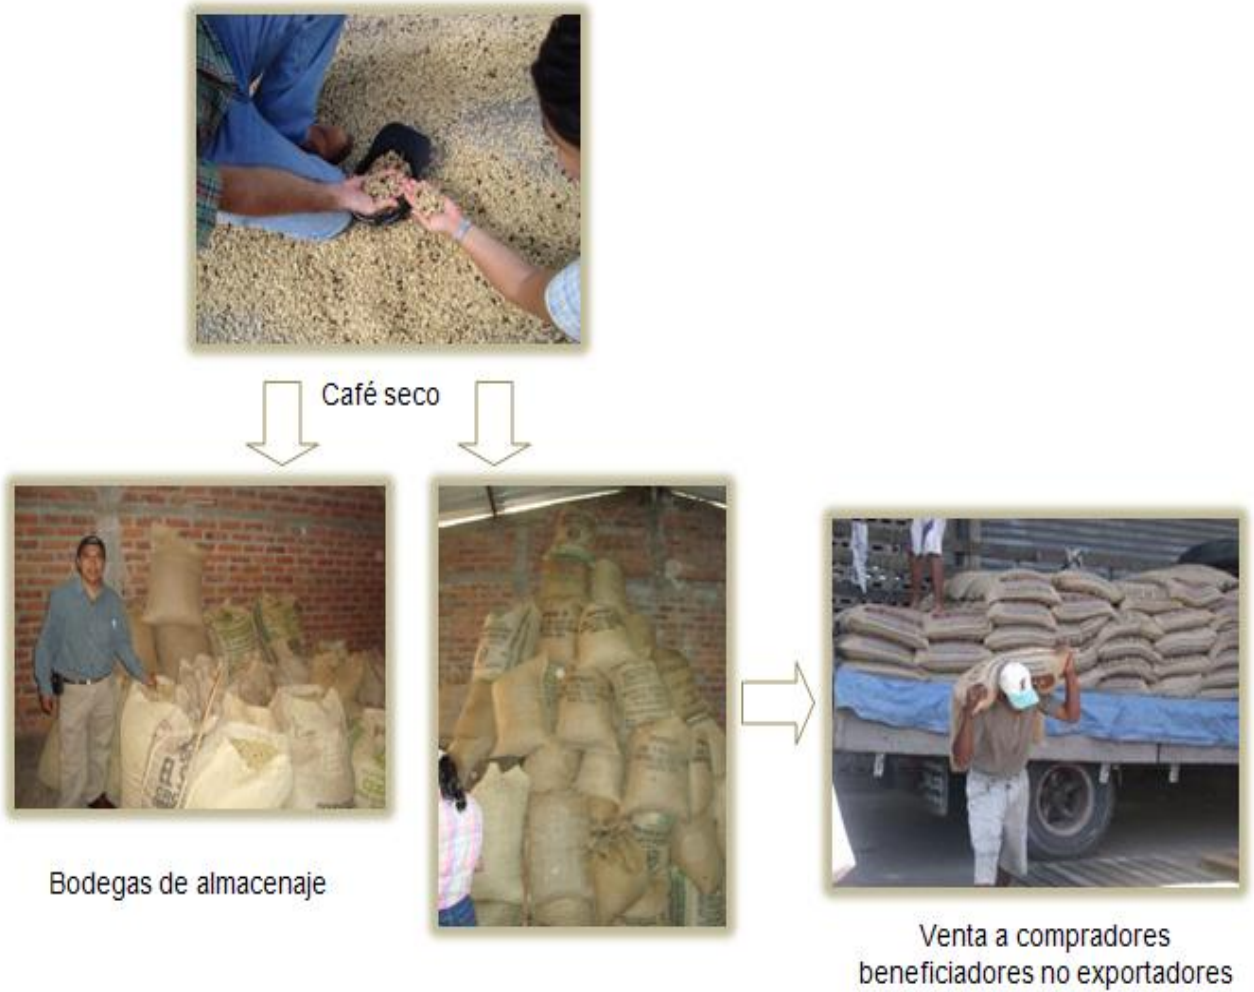 Café seco
Bodegas de almacenaje
Venta a compradores
beneficiadores no exportadores